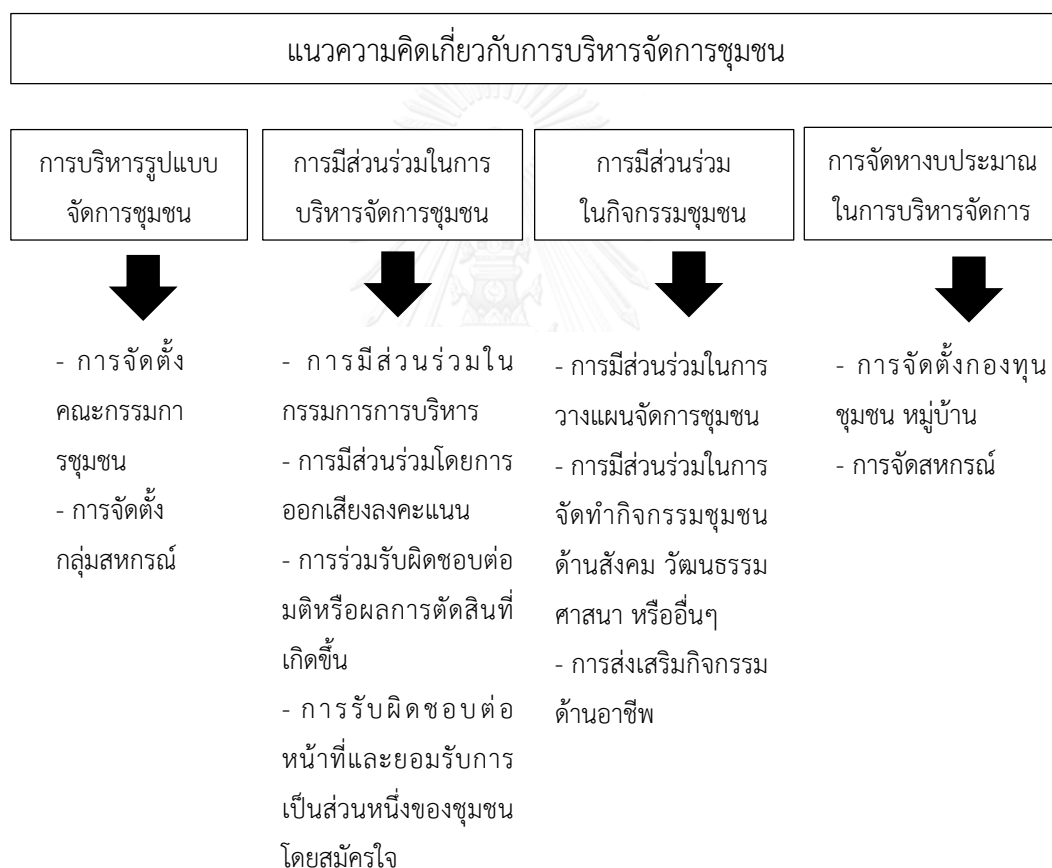 แนวความคิดเกี่ยวกับการบริหารจัดการชุมชน
การบริหารรูปแบบ
จัดการชุมชน
การมีส่วนร่วมในการ
บริหารจัดการชุมชน
การมีส่วนร่วม
ในกิจกรรมชุมชน
การจัดหางบประมาณ
ในการบริหารจัดการ
- การจัดตั้ง
คณะกรรมกา
รชุมชน
- การจัดตั้ง
กลุ่มสหกรณ์
- การมีส่วนร่วมใน
กรรมการการบริหาร
- การมีส่วนร่วมโดยการ
ออกเสียงลงคะแนน
- การร่วมรับผิดชอบต่อ
มติหรือผลการตัดสินที่
เกิดขึ้น
- การรับผิดชอบต่อ
หน้าที่และยอมรับการ
เป็นส่วนหนึ่งของชุมชน
โดยสมัครใจ
- การมีส่วนร่วมในการ
วางแผนจัดการชุมชน
- การมีส่วนร่วมในการ
จัดทำกิจกรรมชุมชน
ด้านสังคม วัฒนธรรม
ศาสนา หรืออื่นๆ
- การส่งเสริมกิจกรรม
ด้านอาชีพ
- การจัดตั้งกองทุน
ชุมชน หมู่บ้าน
- การจัดสหกรณ์